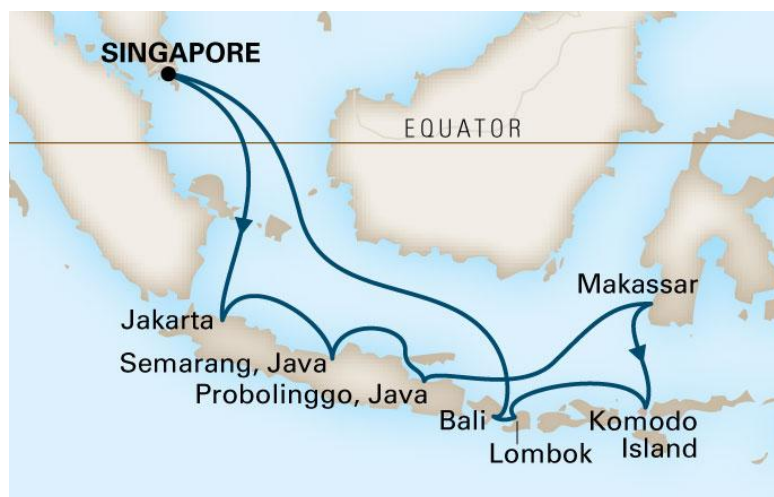 SINGAPORE
EQUATOR
Makassar
Jakarta
Semarang, Java
Probolinggo, Java
Bali
Lombok
Komodo
Island